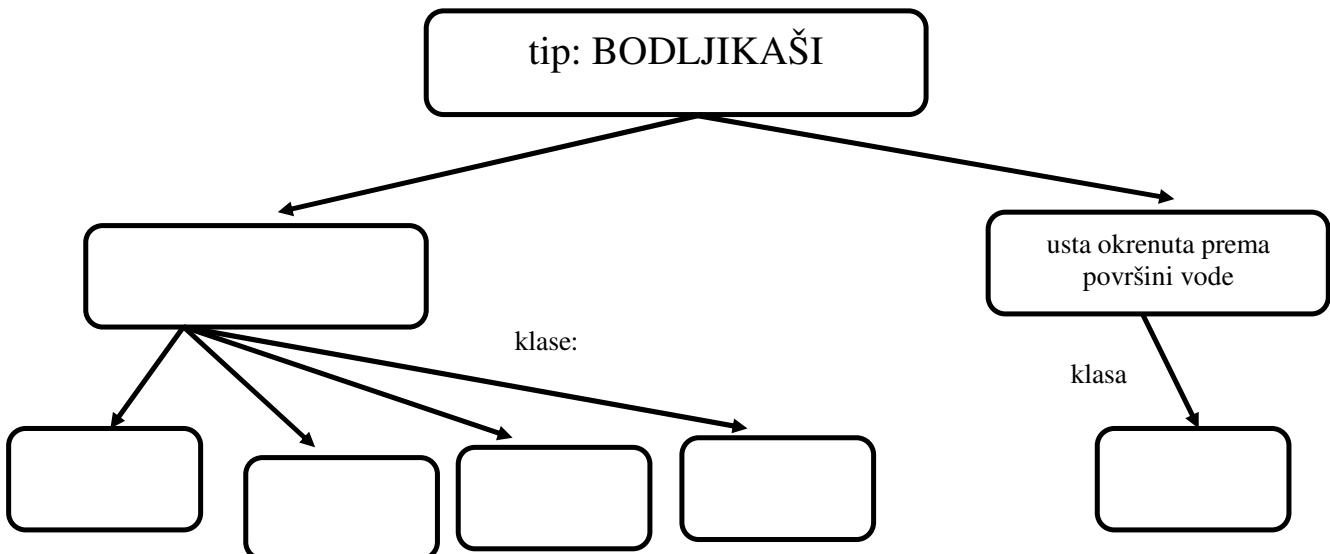 tip: BODLJIKAŠI
usta okrenuta prema
površini vode
klase:
klasa